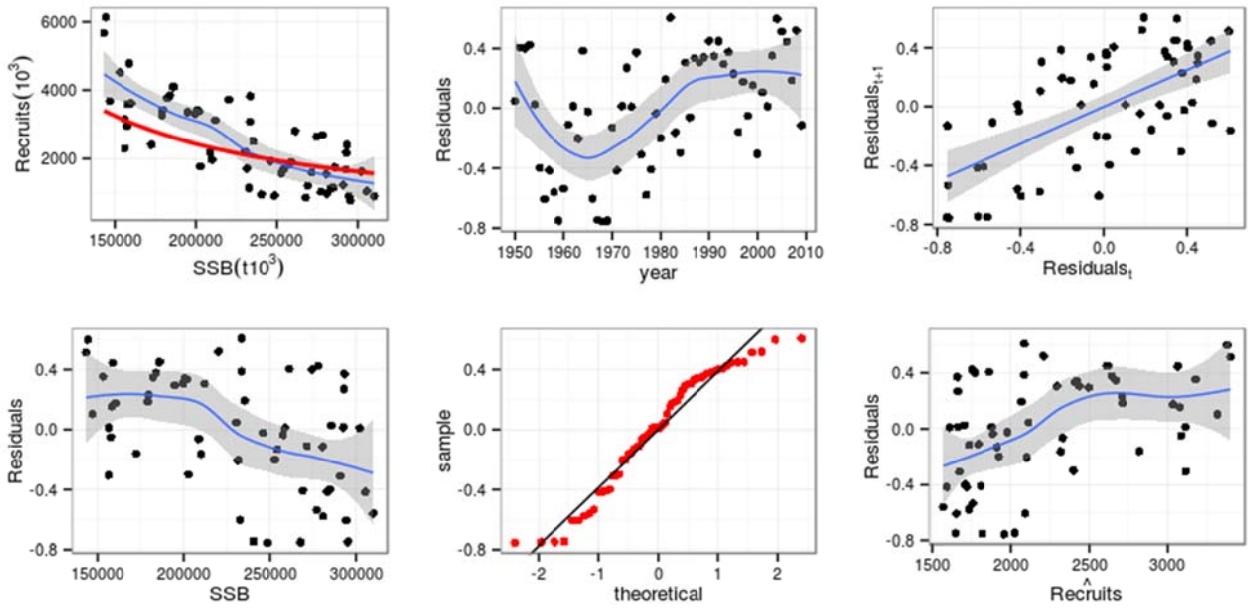 6000
4000
2000
Recruits(10³)
150000 200000 250000 300000
SSB(t10³)
0.4
0.0
-0.4
-0.8
Residuals
1950 1960 1970 1980 1990 2000 2010
year
0.4
0.0
-0.4
-0.8
Residualsₜ₊₁
-0.8 -0.4 0.0 0.4
Residualsₜ
0.4
0.0
-0.4
-0.8
Residuals
150000 200000 250000 300000
SSB
0.4
0.0
-0.4
-0.8
sample
-2 -1 0 1 2
theoretical
0.4
0.0
-0.4
-0.8
Residuals
1500 2000 2500 3000
Recr̂uits